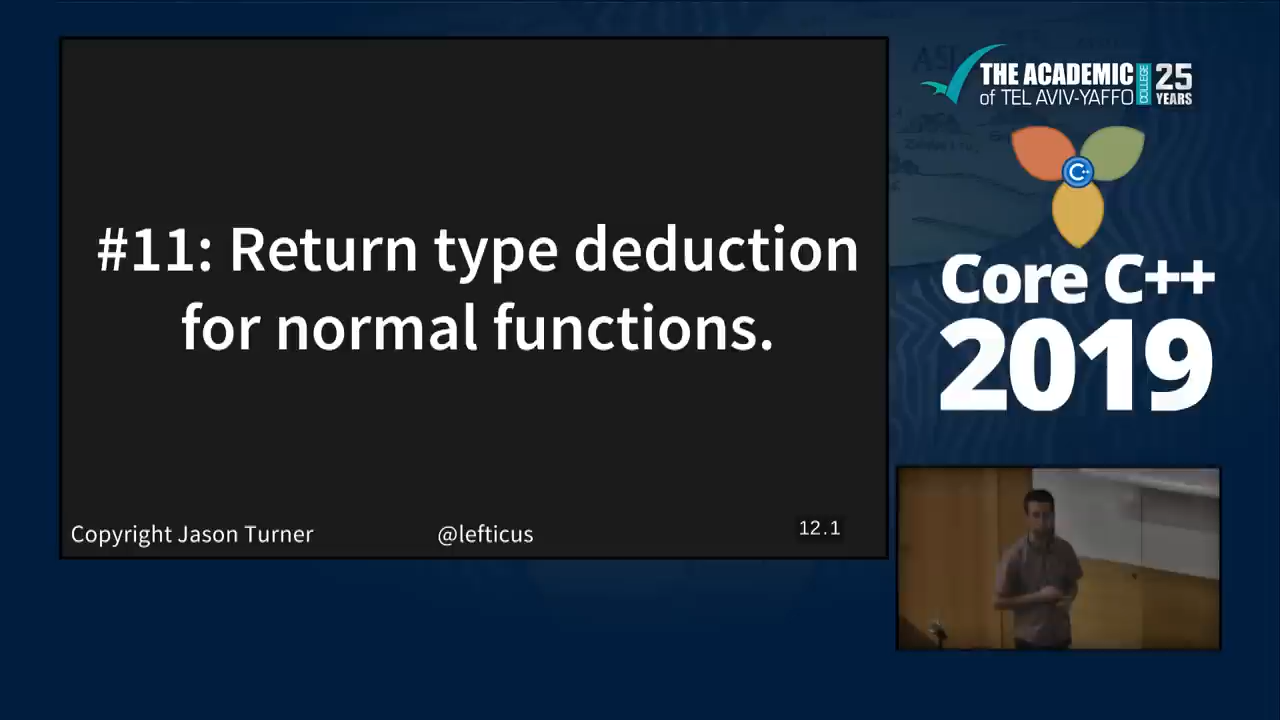 #11: Return type deduction
for normal functions.
Copyright Jason Turner
@lefticus
12.1
THE ACADEMIC
of TEL AVIV-YAFFO
COLLEGE
25
YEARS
C++
Core C++
2019